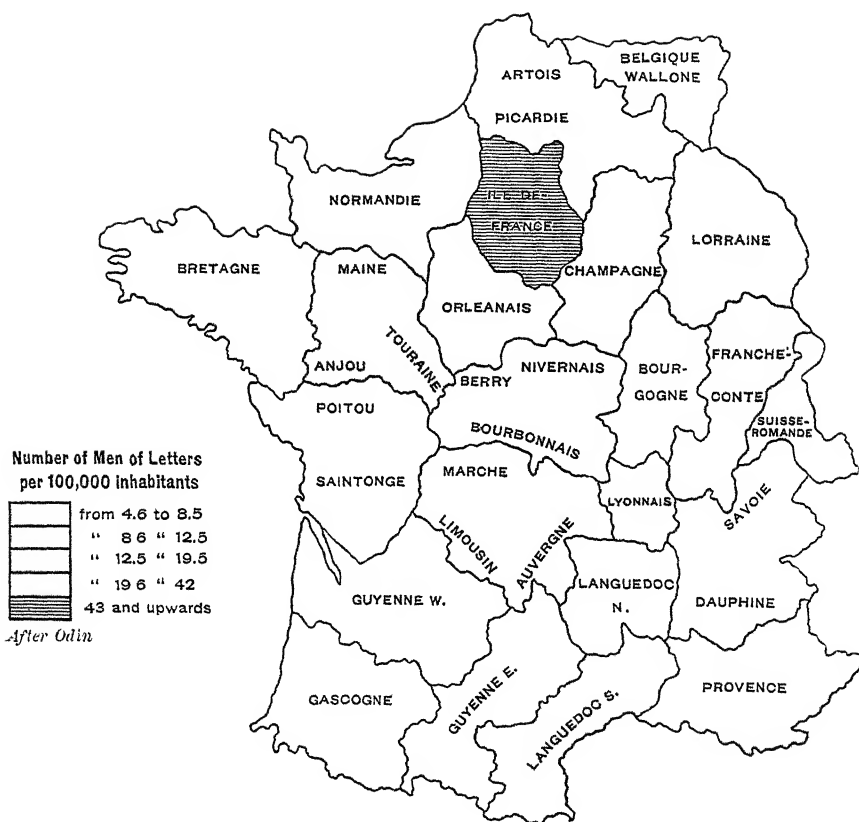 BELGIQUE
WALLONE
ARTOIS
PICARDIE
NORMANDIE
ILE-DE-
FRANCE
LORRAINE
BRETAGNE
MAINE
CHAMPAGNE
ORLEANAIS
TOURAINE
ANJOU
NIVERNAIS
BERRY
BOUR-
GOGNE
FRANCHE-
CONTE
POITOU
SUISSE-
ROMANDE
BOURBONNAIS
Number of Men of Letters
per 100,000 inhabitants
from 4.6 to 8.5
" 8 6 " 12.5
" 12.5 " 19.5
" 19 6 " 42
43 and upwards
After Odin
SAINTONGE
MARCHE
LYONNAIS
SAVOIE
LIMOUSIN
AUVERGNE
GUYENNE W.
LANGUEDOC
N.
DAUPHINE
GASCOGNE
GUYENNE E.
LANGUEDOC S.
PROVENCE